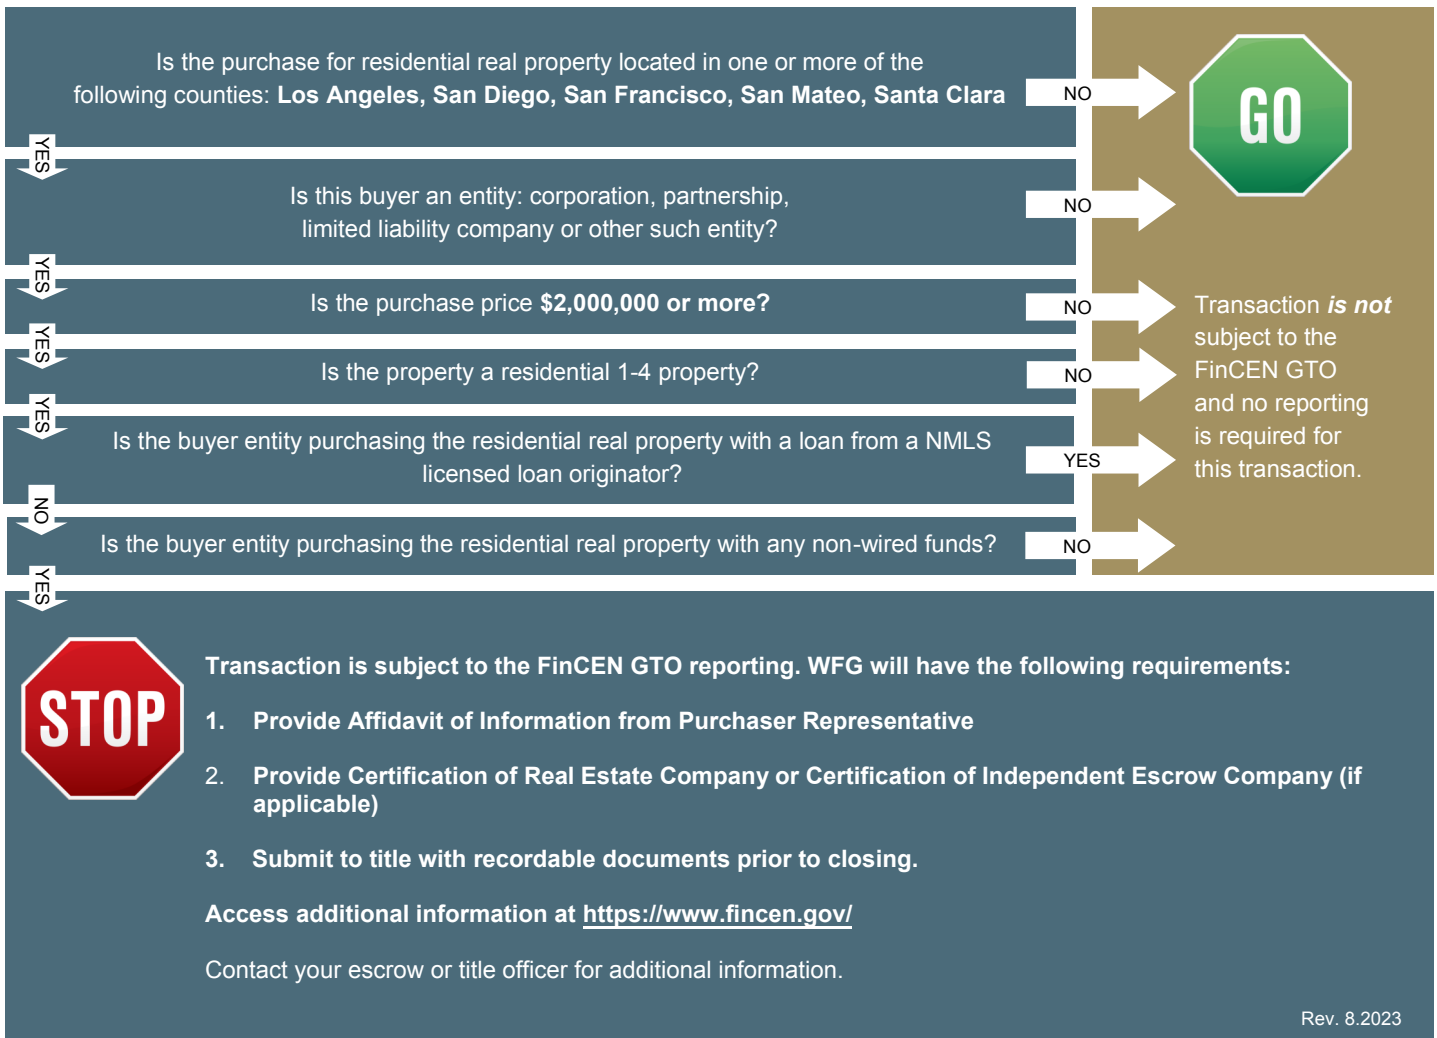 Is the purchase for residential real property located in one or more of the
following counties: Los Angeles, San Diego, San Francisco, San Mateo, Santa Clara
NO
GO
YES
Is this buyer an entity: corporation, partnership,
limited liability company or other such entity?
NO
YES
Is the purchase price $2,000,000 or more?
NO
YES
Is the property a residential 1-4 property?
NO
YES
Is the buyer entity purchasing the residential real property with a loan from a NMLS
licensed loan originator?
YES
NO
Is the buyer entity purchasing the residential real property with any non-wired funds?
NO
YES
Transaction is not
subject to the
FinCEN GTO
and no reporting
is required for
this transaction.
STOP
Transaction is subject to the FinCEN GTO reporting. WFG will have the following requirements:
1. Provide Affidavit of Information from Purchaser Representative
2. Provide Certification of Real Estate Company or Certification of Independent Escrow Company (if
applicable)
3. Submit to title with recordable documents prior to closing.
Access additional information at https://www.fincen.gov/
Contact your escrow or title officer for additional information.
Rev. 8.2023